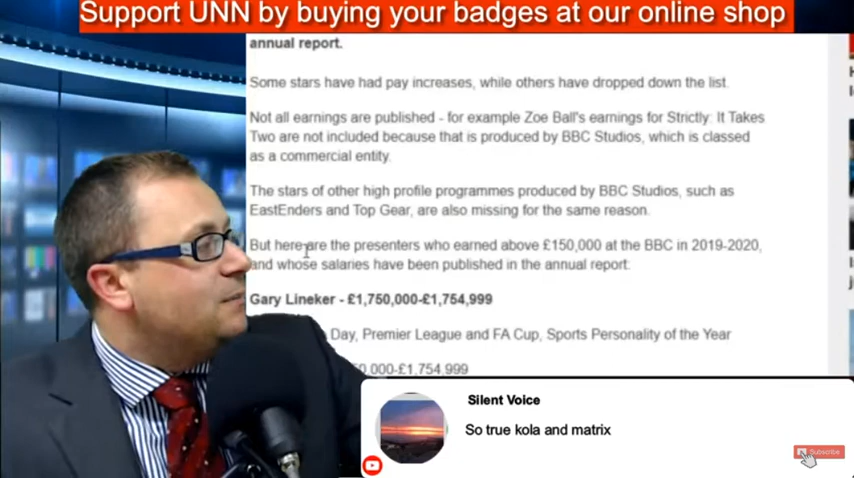 Support UNN by buying your badges at our online shop
annual report.
Some stars have had pay increases, while others have dropped down the list.
Not all earnings are published - for example Zoe Ball's earnings for Strictly: It Takes
Two are not included because that is produced by BBC Studios, which is classed
as a commercial entity.
The stars of other high profile programmes produced by BBC Studios, such as
EastEnders and Top Gear, are also missing for the same reason.
But here are the presenters who earned above £150,000 at the BBC in 2019-2020,
and whose salaries have been published in the annual report:
Gary Lineker - £1,750,000-£1,754,999
Day, Premier League and FA Cup, Sports Personality of the Year
0,000-£1,754,999
Silent Voice
So true kola and matrix
Subscribe